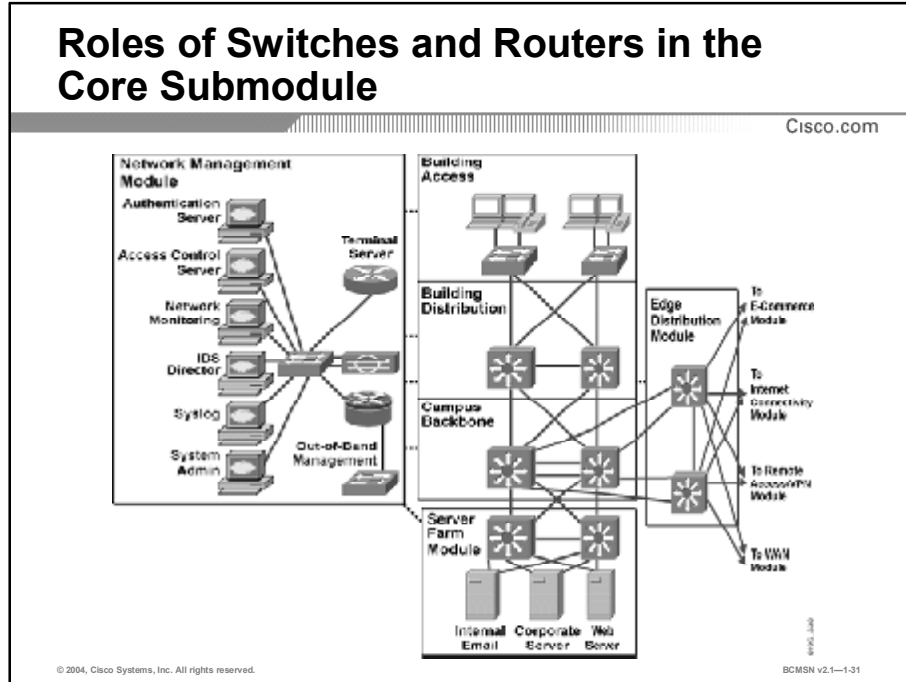 Roles of Switches and Routers in the
Core Submodule
Cisco.com
Network Management
Module
Authentication
Server
Access Control
Server
Network
Monitoring
IDS
Director
Syslog
System
Admin
Terminal
Server
Out-of-Band
Management
Building
Access
Building
Distribution
Campus
Backbone
Server
Farm
Module
Internal
Email
Corporate
Server
Web
Server
Edge
Distribution
Module
To
E-Commerce
Module
To
Internet
Connectivity
Module
To Remote
Access/VPN
Module
To WAN
Module
© 2004, Cisco Systems, Inc. All rights reserved.
BCMSN v2.1—1-31